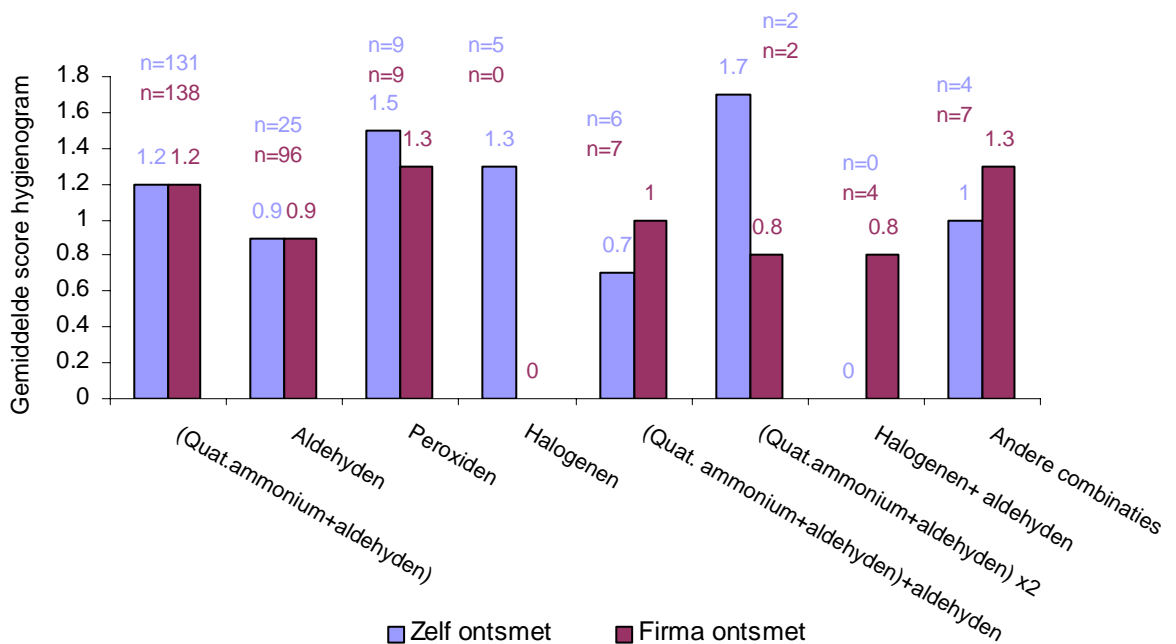 Gemiddelde score hygienogram
1.8
1.6
1.4
1.2
1
0.8
0.6
0.4
0.2
0
n=131
n=138
1.2
1.2
n=25
n=96
0.9
0.9
n=9
n=9
1.5
1.3
n=5
n=0
1.3
0
n=6
n=7
0.7
1
n=2
n=2
1.7
0.8
n=0
n=4
0
0.8
n=4
n=7
1
1.3
(Quat.ammonium+aldehyden)
Aldehyden
Peroxiden
Halogenen
(Quat. ammonium+aldehyden)+aldehyden
(Quat.ammonium+aldehyden) x2
Halogenen+ aldehyden
Andere combinaties
Zelf ontsmet
Firma ontsmet